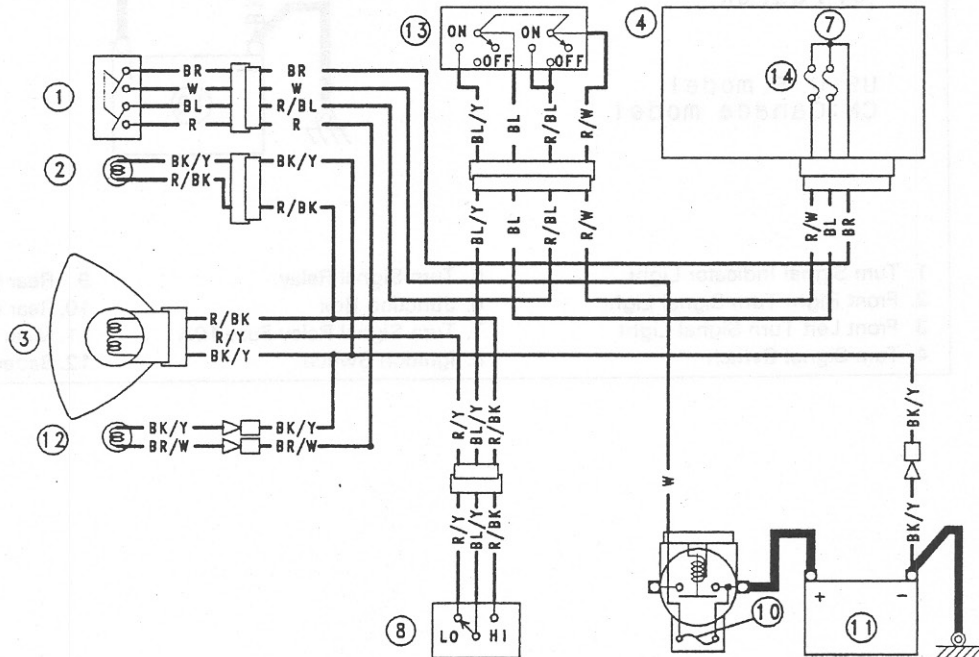 13
ON
ON
OFF
OFF
4
7
14
1
BR
BR
W
W
BL
R/BL
R
R
BL/Y
BL
R/BL
R/W
2
BK/Y
BK/Y
R/BK
R/BK
BL/Y
BL
R/BL
R/W
R/W
BL
BR
3
R/BK
R/Y
BK/Y
12
BK/Y
BK/Y
BR/W
BR/W
R/Y
BL/Y
R/BK
BK/Y
W
R/Y
BL/Y
R/BK
BK/Y
8
LO
HI
10
+
-
11